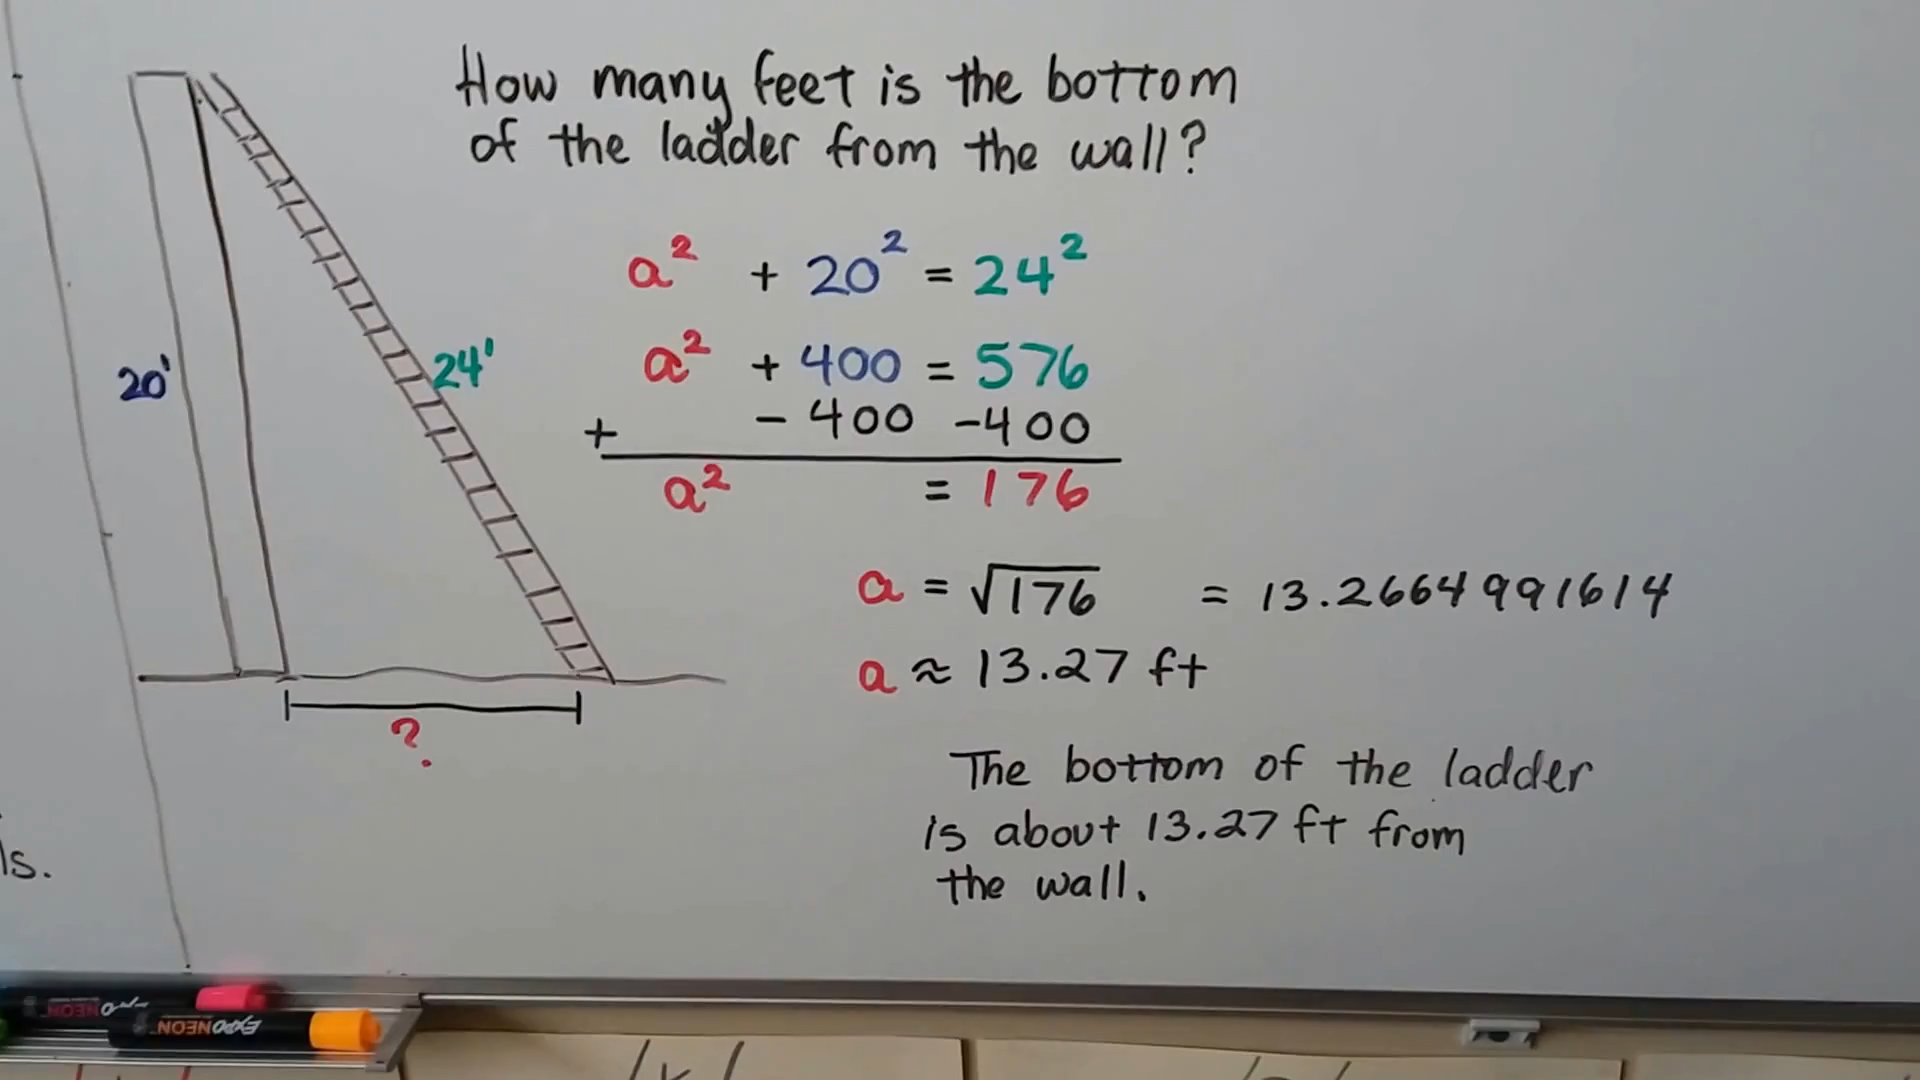 How many feet is the bottom
of the ladder from the wall?
a² + 20² = 24²
a² + 400 = 576
+ - 400 -400
a² = 176
a = √176 = 13.2664991614
a ≈ 13.27 ft
The bottom of the ladder
is about 13.27 ft from
the wall.
20'
24'
?
ls.
NEON
EXPO NEON